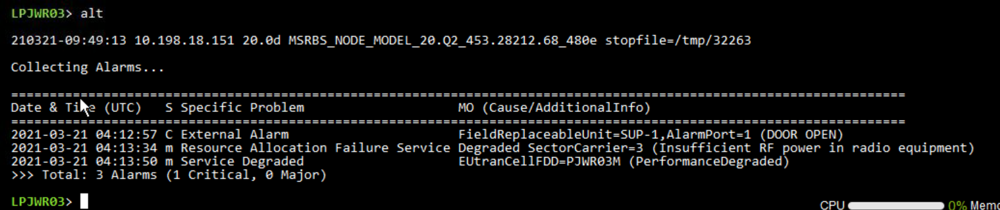 LPJWR03> alt
210321-09:49:13 10.198.18.151 20.0d MSRBS_NODE_MODEL_20.Q2_453.28212.68_480e stopfile=/tmp/32263
Collecting Alarms...
====================================================================================================================
Date & Time (UTC)   S Specific Problem                    MO (Cause/AdditionalInfo)
====================================================================================================================
2021-03-21 04:12:57 C External Alarm                      FieldReplaceableUnit=SUP-1,AlarmPort=1 (DOOR OPEN)
2021-03-21 04:13:34 m Resource Allocation Failure Service Degraded SectorCarrier=3 (Insufficient RF power in radio equipment)
2021-03-21 04:13:50 m Service Degraded                    EUtranCellFDD=PJWR03M (PerformanceDegraded)
>>> Total: 3 Alarms (1 Critical, 0 Major)
LPJWR03>
CPU 0% Memo